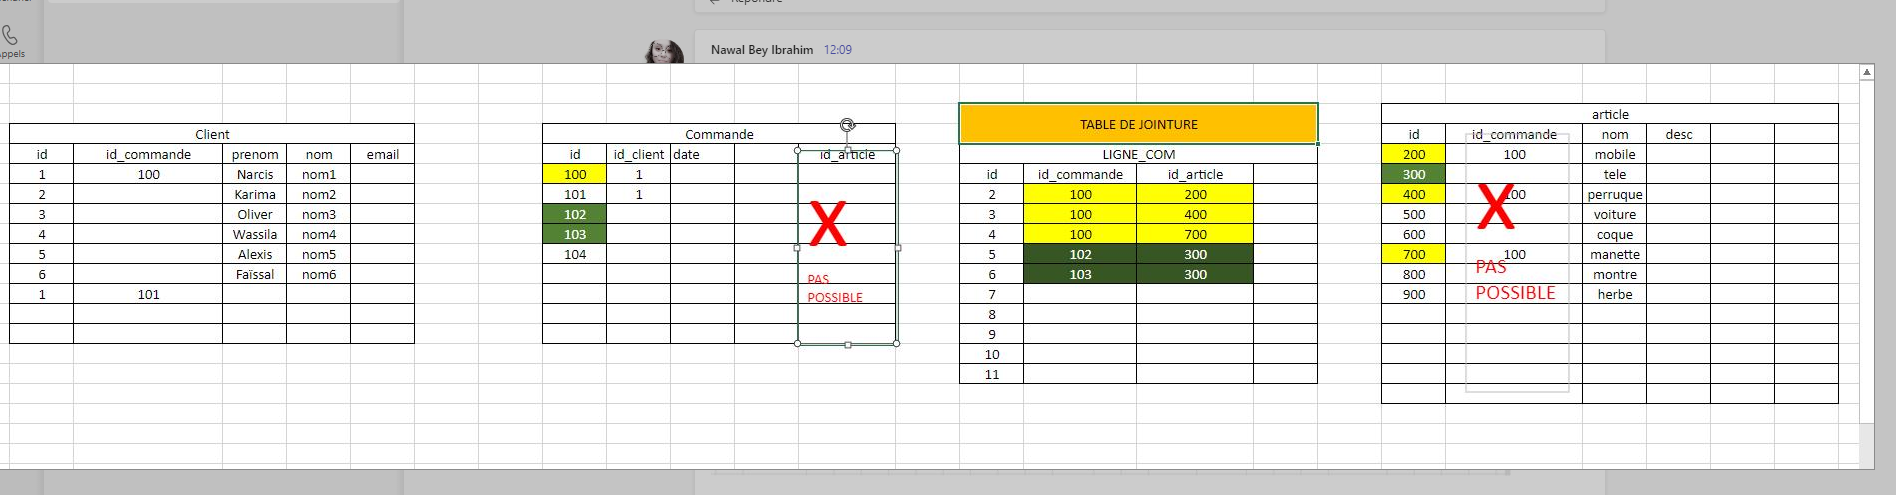 Appels
Répondre
Nawal Bey Ibrahim 12:09
Client
id id_commande prenom nom email
1 100 Narcis nom1
2 Karima nom2
3 Oliver nom3
4 Wassila nom4
5 Alexis nom5
6 Faïssal nom6
1 101
Commande
id id_client date id_article
100 1
101 1
102
103
104
X
PAS
POSSIBLE
TABLE DE JOINTURE
LIGNE_COM
id id_commande id_article
2 100 200
3 100 400
4 100 700
5 102 300
6 103 300
7
8
9
10
11
article
id id_commande nom desc
200 100 mobile
300 tele
400 100 perruque
500 voiture
600 coque
700 100 manette
800 montre
900 herbe
X
PAS
POSSIBLE